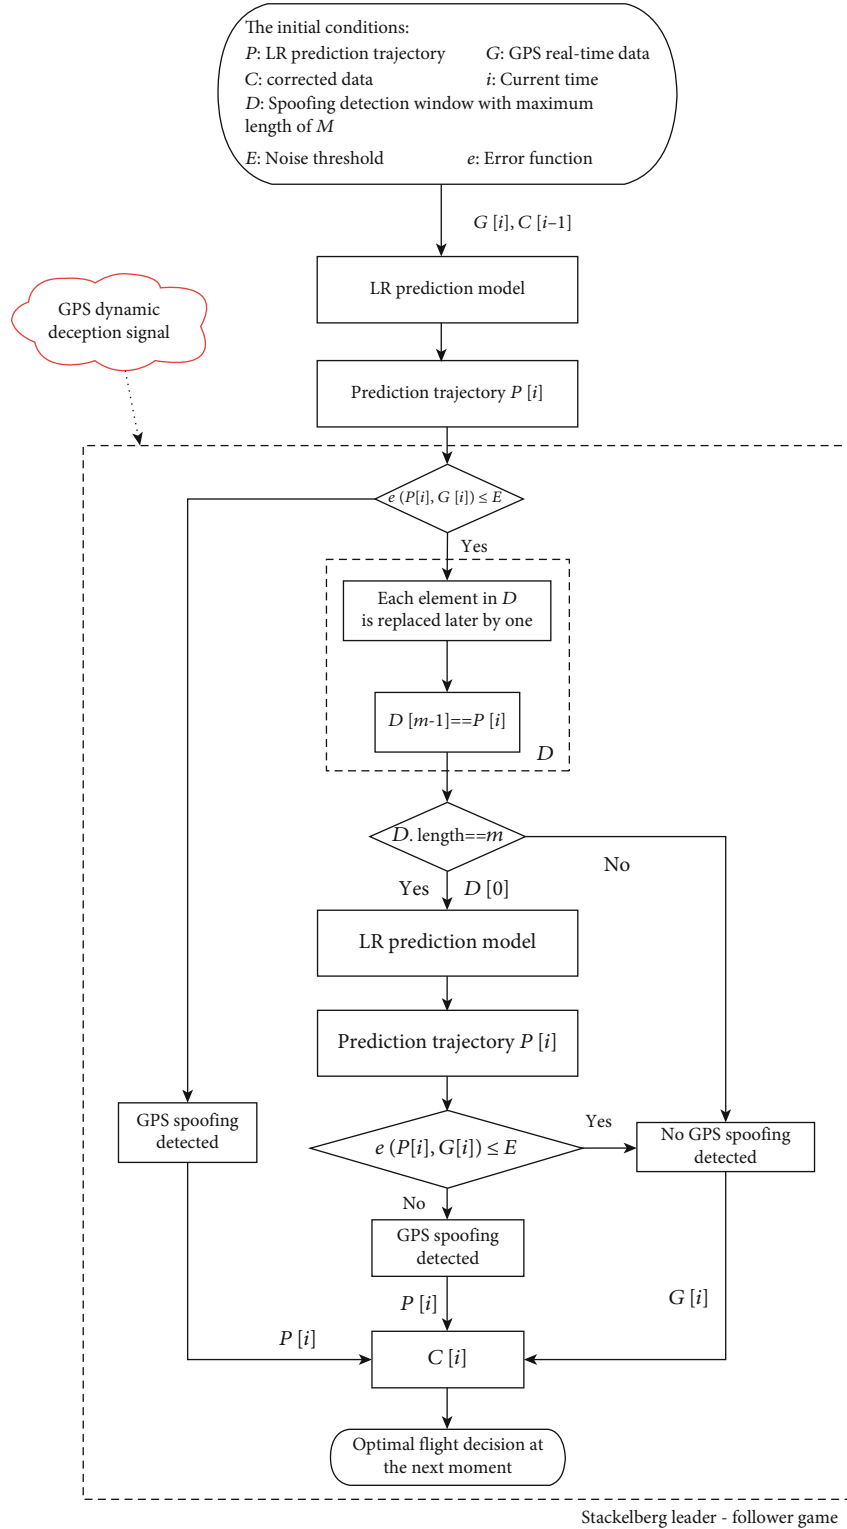 The initial conditions:
P: LR prediction trajectory G: GPS real-time data
C: corrected data i: Current time
D: Spoofing detection window with maximum
length of M
E: Noise threshold e: Error function
G [i], C [i–1]
LR prediction model
GPS dynamic
deception signal
Prediction trajectory P [i]
e (P[i], G [i]) ≤ E
Yes
Each element in D
is replaced later by one
D [m-1]==P [i]
D
D. length==m
No
Yes D [0]
LR prediction model
Prediction trajectory P [i]
GPS spoofing
detected
e (P[i], G[i]) ≤ E
Yes
No GPS spoofing
detected
No
GPS spoofing
detected
P [i]
G [i]
P [i]
C [i]
Optimal flight decision at
the next moment
Stackelberg leader - follower game